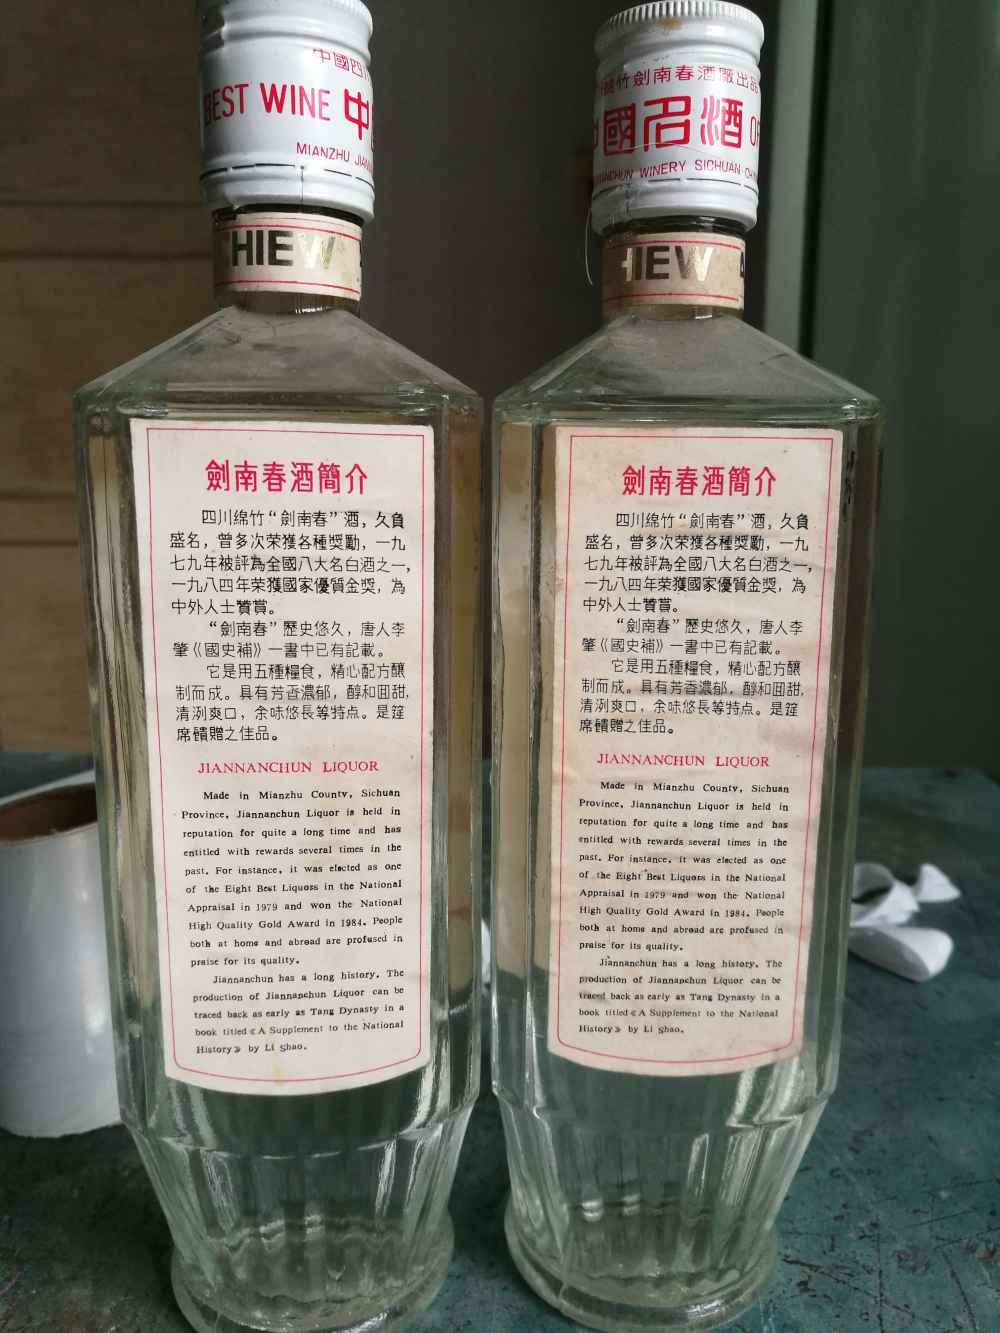 中國四川
BEST WINE 中
MIANZHU
HIEW
劍南春酒簡介
四川绵竹“劍南春”酒，久負
盛名，曾多次荣獲各種獎勵，一九
七九年被評為全國八大名白酒之一，
一九八四年荣獲國家優質金獎，為
中外人士贊賞。
“劍南春”歷史悠久，唐人李
肇《國史補》一書中已有記載。
它是用五種糧食，精心配方釀
制而成。具有芳香濃郁，醇和回甜，
清洌爽口，余味悠長等特点。是筵
席饋贈之佳品。
JIANNANCHUN LIQUOR
Made in Mianzhu County, Sichuan
Province, Jiannanchun Liquor is held in
reputation for quite a long time and has
entitled with rewards several times in the
past. For instance, it was elected as one
of the Eight Best Liquors in the National
Appraisal in 1979 and won the National
High Quality Gold Award in 1984. People
both at home and abroad are profused in
praise for its quality.
Jiannanchun has a long history. The
production of Jiannanchun Liquor can be
traced back as early as Tang Dynasty in a
book titled《A Supplement to the National
History》 by Li Shao.
竹劍南春酒廠出品
國名酒 OF
NANCHUN WINERY SICHUAN CH
HIEW A
劍南春酒簡介
四川绵竹“劍南春”酒，久負
盛名，曾多次荣獲各種獎勵，一九
七九年被評為全國八大名白酒之一，
一九八四年荣獲國家優質金獎，為
中外人士贊賞。
“劍南春”歷史悠久，唐人李
肇《國史補》一書中已有記載。
它是用五種糧食，精心配方釀
制而成。具有芳香濃郁，醇和回甜，
清洌爽口，余味悠長等特点。是筵
席饋贈之佳品。
JIANNANCHUN LIQUOR
Made in Mianzhu County, Sichuan
Province, Jiannanchun Liquor is held in
reputation for quite a long time and has
entitled with rewards several times in the
past. For instance, it was elected as one
of the Eight Best Liquors in the National
Appraisal in 1979 and won the National
High Quality Gold Award in 1984. People
both at home and abroad are profused in
praise for its quality.
Jiannanchun has a long history. The
production of Jiannanchun Liquor can be
traced back as early as Tang Dynasty in a
book titled《A Supplement to the National
History》 by Li Shao.